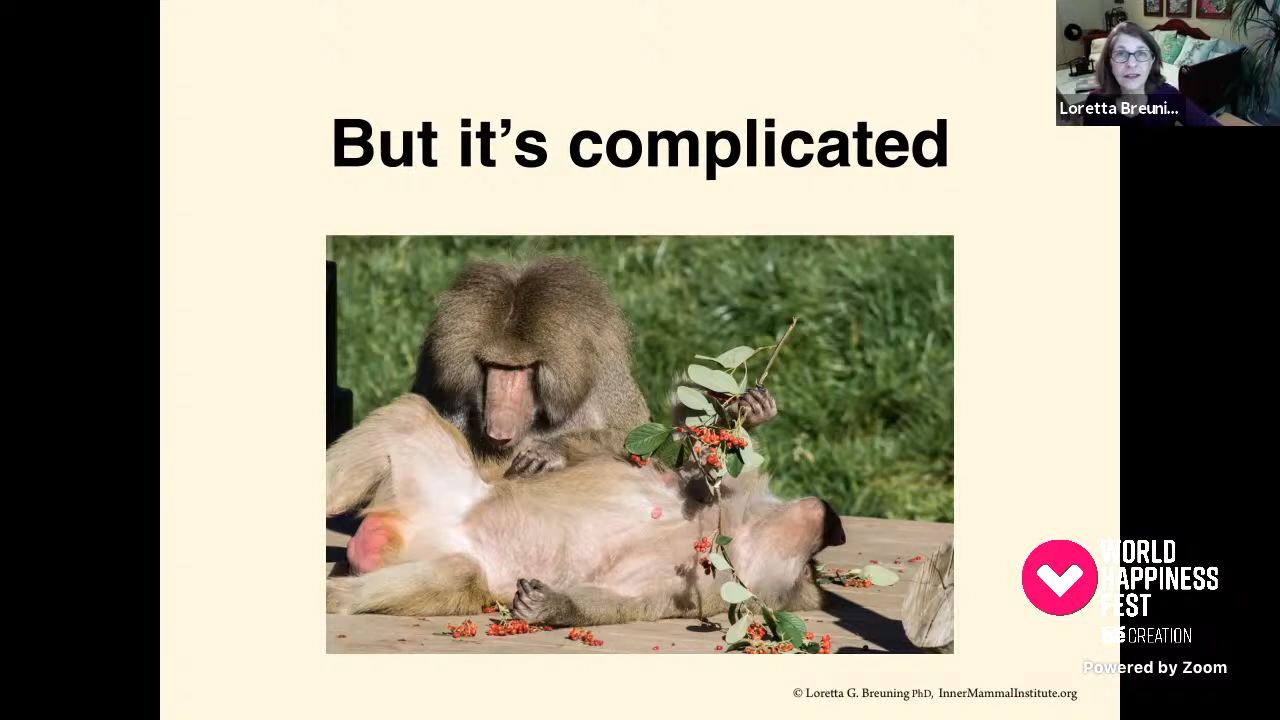 Loretta Breuni...
But it's complicated
WORLD
HAPPINESS
FEST
CREATION
Powered by Zoom
© Loretta G. Breuning PhD, InnerMammalInstitute.org